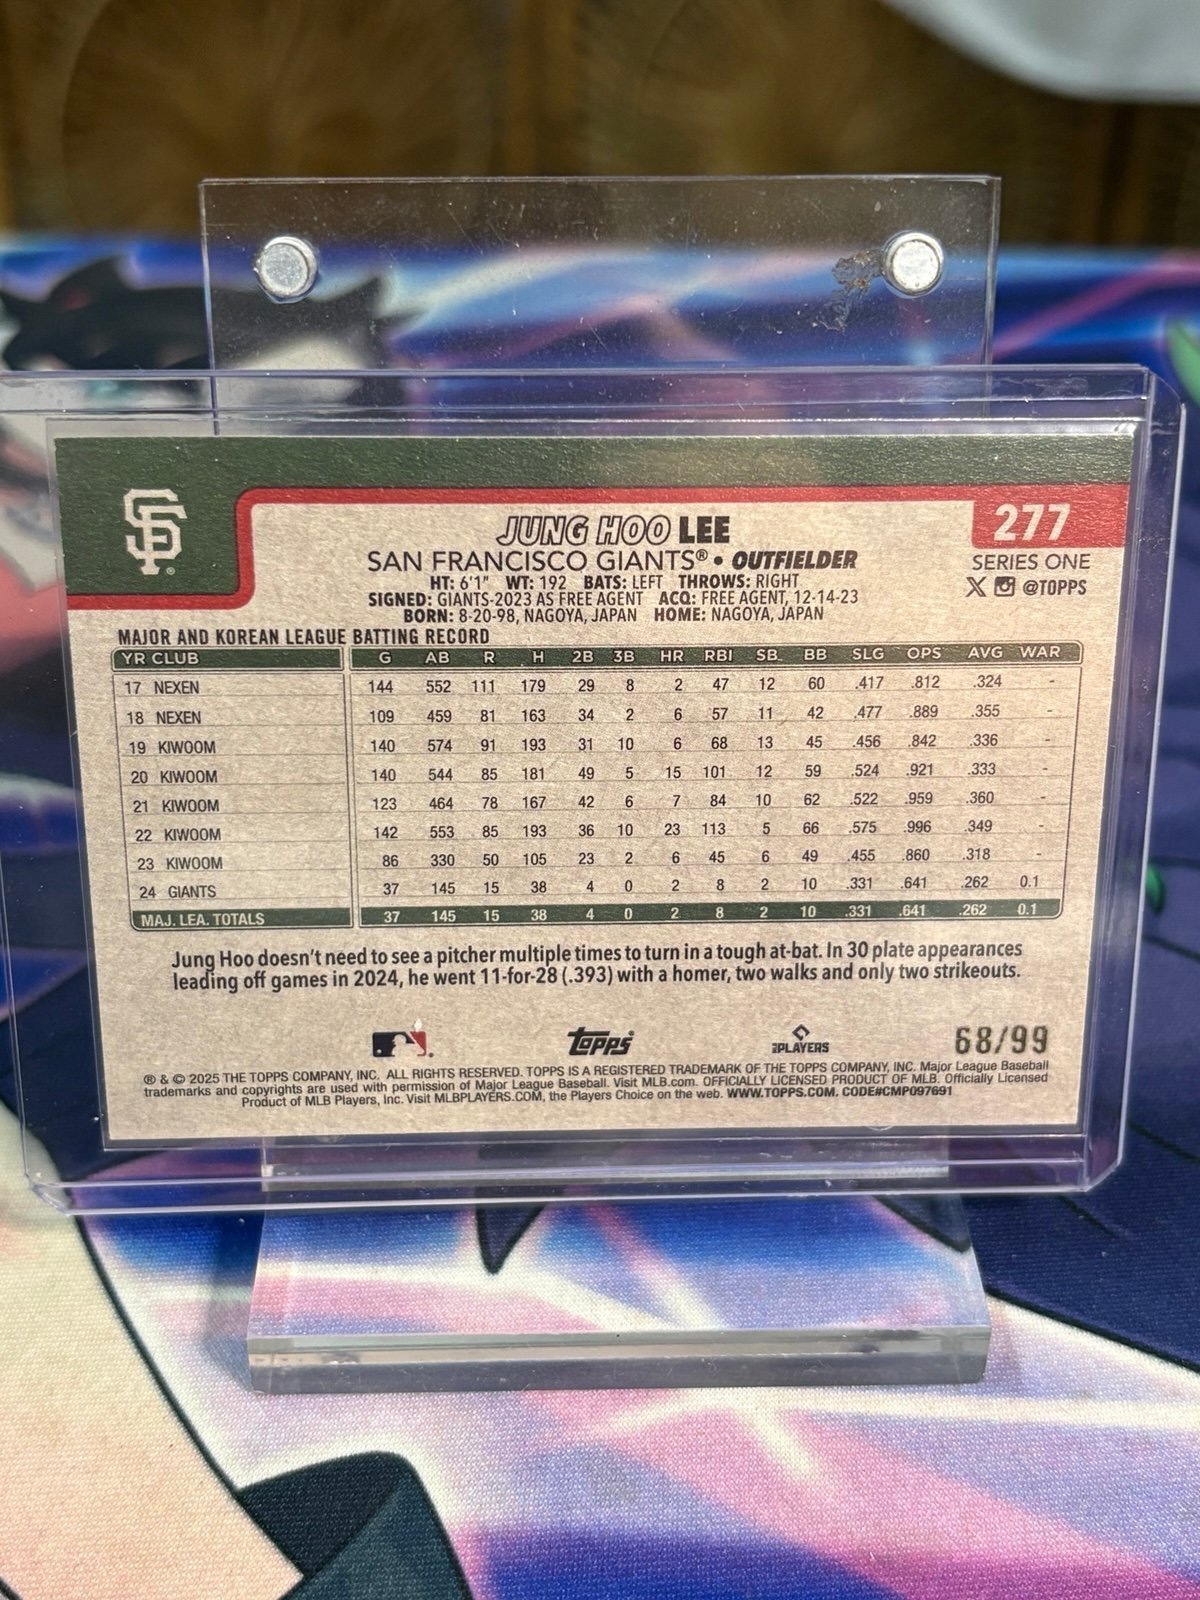 SF
JUNG HOO LEE
277
SAN FRANCISCO GIANTS® • OUTFIELDER
SERIES ONE
HT: 6'1" WT: 192 BATS: LEFT THROWS: RIGHT
X @TOPPS
SIGNED: GIANTS-2023 AS FREE AGENT ACQ: FREE AGENT, 12-14-23
BORN: 8-20-98, NAGOYA, JAPAN HOME: NAGOYA, JAPAN
MAJOR AND KOREAN LEAGUE BATTING RECORD
YR CLUB G AB R H 2B 3B HR RBI SB BB SLG OPS AVG WAR
17 NEXEN 144 552 111 179 29 8 2 47 12 60 .417 .812 .324 -
18 NEXEN 109 459 81 163 34 2 6 57 11 42 .477 .889 .355 -
19 KIWOOM 140 574 91 193 31 10 6 68 13 45 .456 .842 .336 -
20 KIWOOM 140 544 85 181 49 5 15 101 12 59 .524 .921 .333 -
21 KIWOOM 123 464 78 167 42 6 7 84 10 62 .522 .959 .360 -
22 KIWOOM 142 553 85 193 36 10 23 113 5 66 .575 .996 .349 -
23 KIWOOM 86 330 50 105 23 2 6 45 6 49 .455 .860 .318 -
24 GIANTS 37 145 15 38 4 0 2 8 2 10 .331 .641 .262 0.1
MAJ. LEA. TOTALS 37 145 15 38 4 0 2 8 2 10 .331 .641 .262 0.1
Jung Hoo doesn't need to see a pitcher multiple times to turn in a tough at-bat. In 30 plate appearances
leading off games in 2024, he went 11-for-28 (.393) with a homer, two walks and only two strikeouts.
Topps® PLAYERS 68/99
® & © 2025 THE TOPPS COMPANY, INC. ALL RIGHTS RESERVED. TOPPS IS A REGISTERED TRADEMARK OF THE TOPPS COMPANY, INC. Major League Baseball
trademarks and copyrights are used with permission of Major League Baseball. Visit MLB.com. OFFICIALLY LICENSED PRODUCT OF MLB. Officially Licensed
Product of MLB Players, Inc. Visit MLBPLAYERS.COM, the Players Choice on the web. WWW.TOPPS.COM. CODE#CMP097691